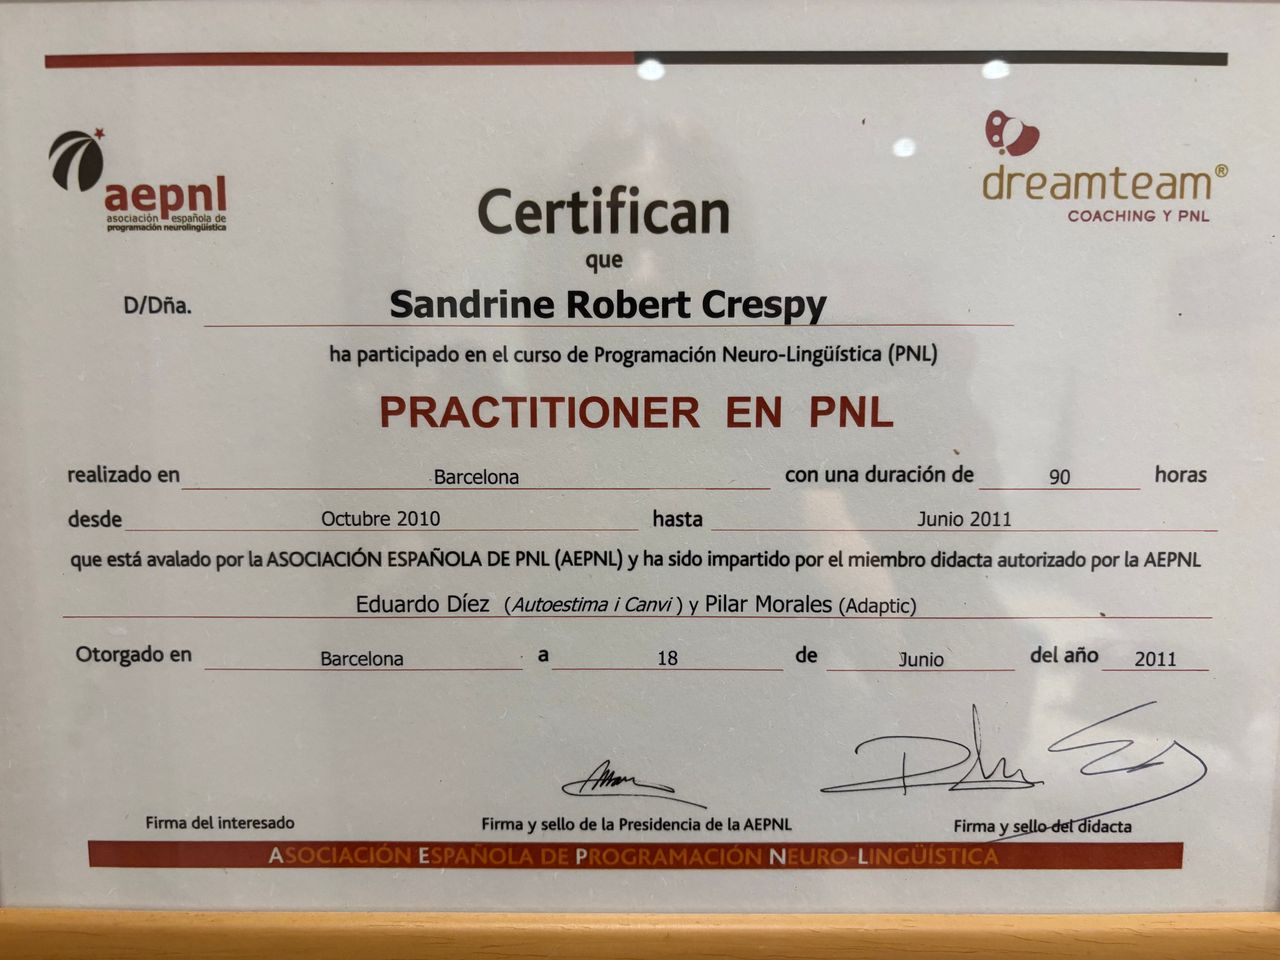 aepnl
asociación española de
programación neurolingüística
dreamteam®
COACHING Y PNL
Certifican
que
D/Dña. Sandrine Robert Crespy
ha participado en el curso de Programación Neuro-Lingüística (PNL)
PRACTITIONER EN PNL
realizado en Barcelona con una duración de 90 horas
desde Octubre 2010 hasta Junio 2011
que está avalado por la ASOCIACIÓN ESPAÑOLA DE PNL (AEPNL) y ha sido impartido por el miembro didacta autorizado por la AEPNL
Eduardo Díez (Autoestima i Canvi) y Pilar Morales (Adaptic)
Otorgado en Barcelona a 18 de Junio del año 2011
Firma del interesado Firma y sello de la Presidencia de la AEPNL Firma y sello del didacta
ASOCIACIÓN ESPAÑOLA DE PROGRAMACIÓN NEURO-LINGÜÍSTICA